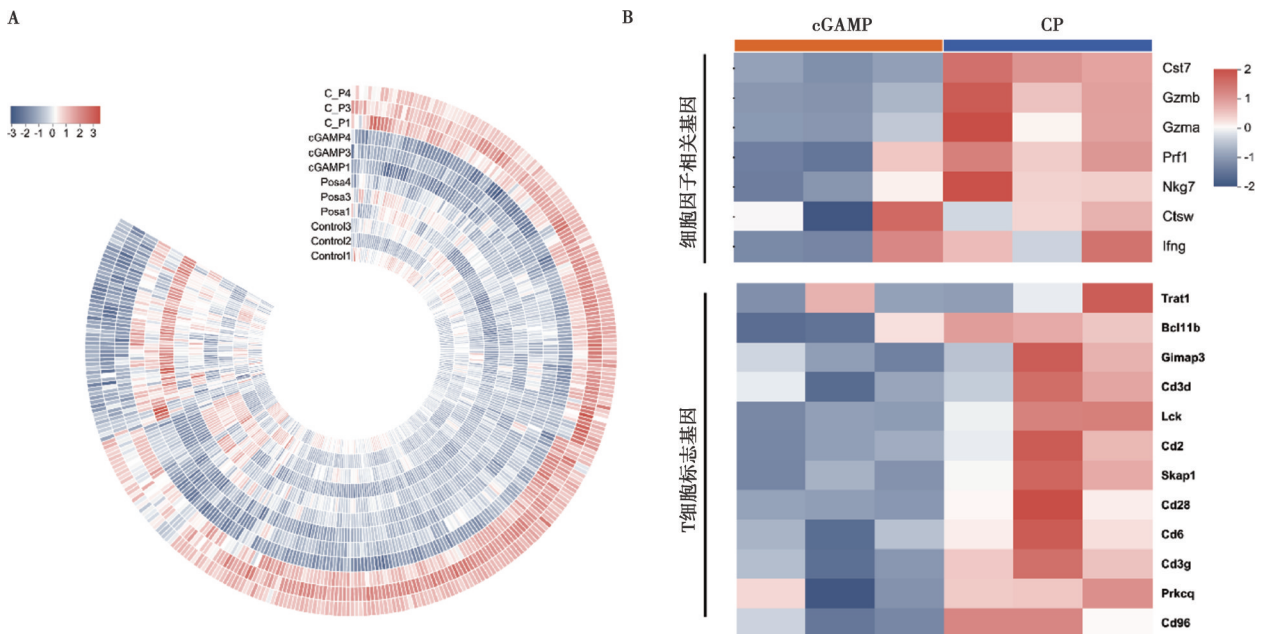 A
-3 -2 -1 0 1 2 3
C_P4
C_P3
C_P1
cGAMP4
cGAMP3
cGAMP1
Posa4
Posa3
Posa1
Control3
Control2
Control1
B
cGAMP CP
细胞因子相关基因
Cst7
Gzmb
Gzma
Prf1
Nkg7
Ctsw
Ifng
2
1
0
-1
-2
T细胞标志基因
Trat1
Bcl11b
Gimap3
Cd3d
Lck
Cd2
Skap1
Cd28
Cd6
Cd3g
Prkcq
Cd96